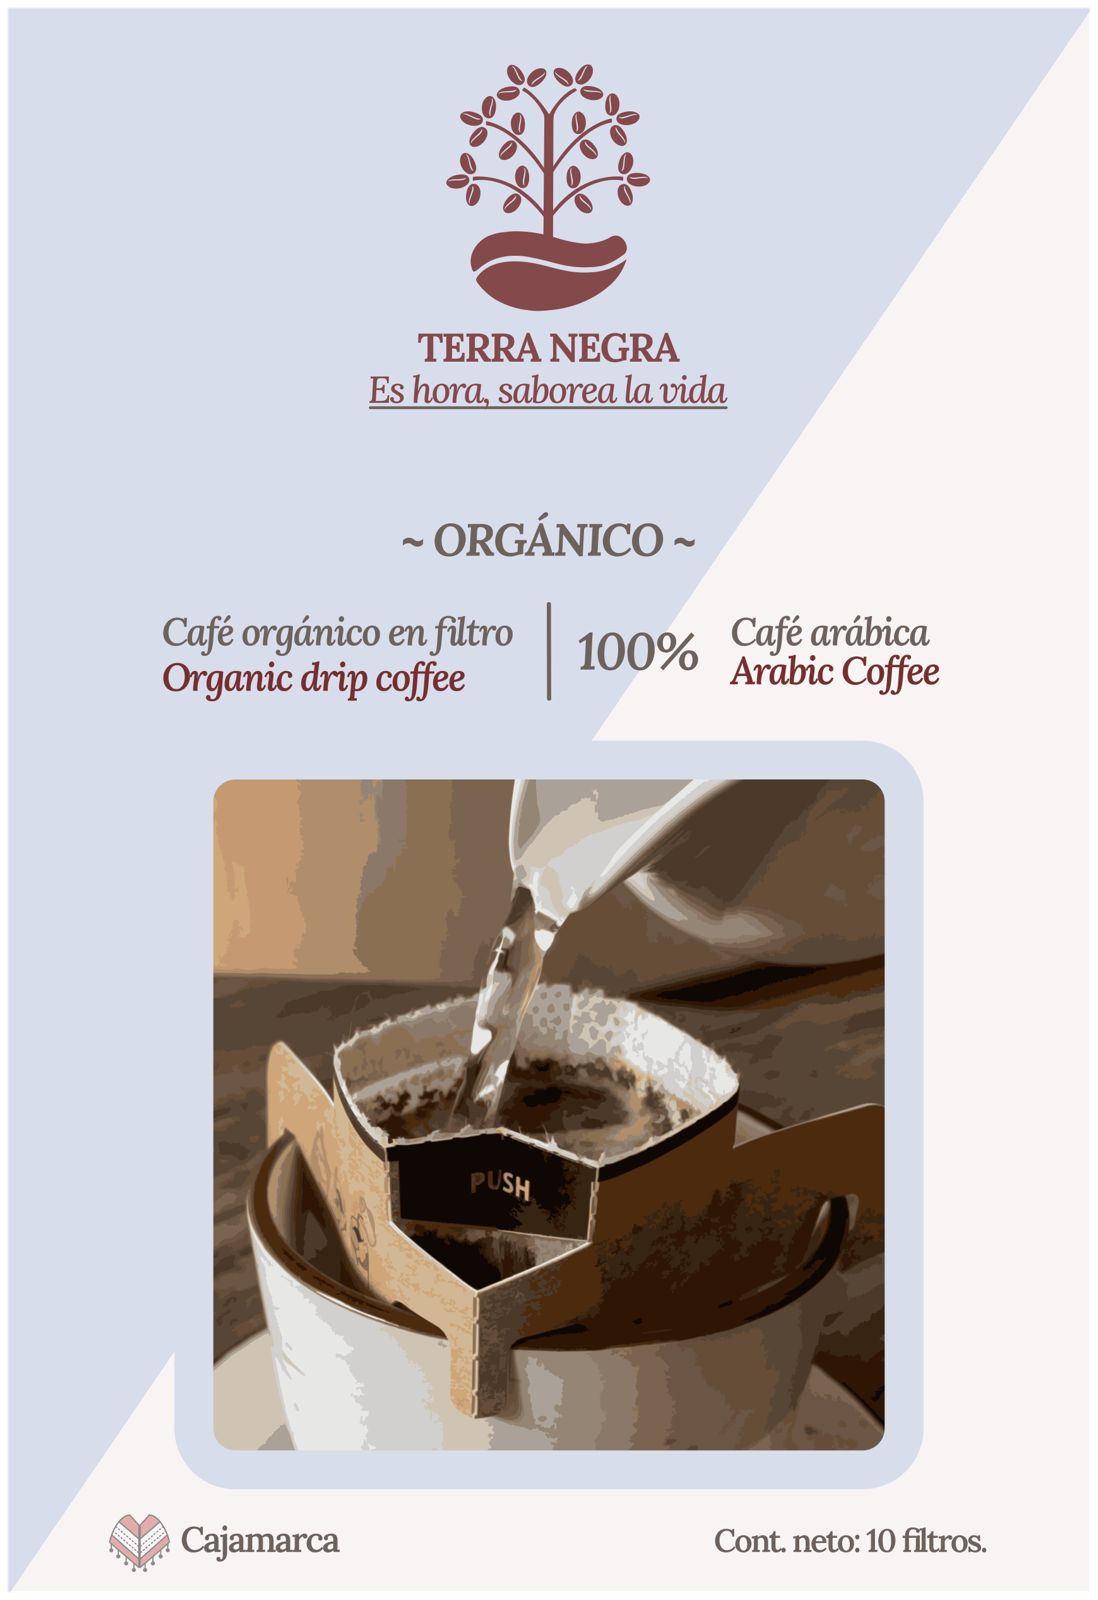 TERRA NEGRA
Es hora, saborea la vida
~ ORGÁNICO ~
Café orgánico en filtro
Organic drip coffee
100%
Café arábica
Arabic Coffee
PUSH
Cajamarca
Cont. neto: 10 filtros.